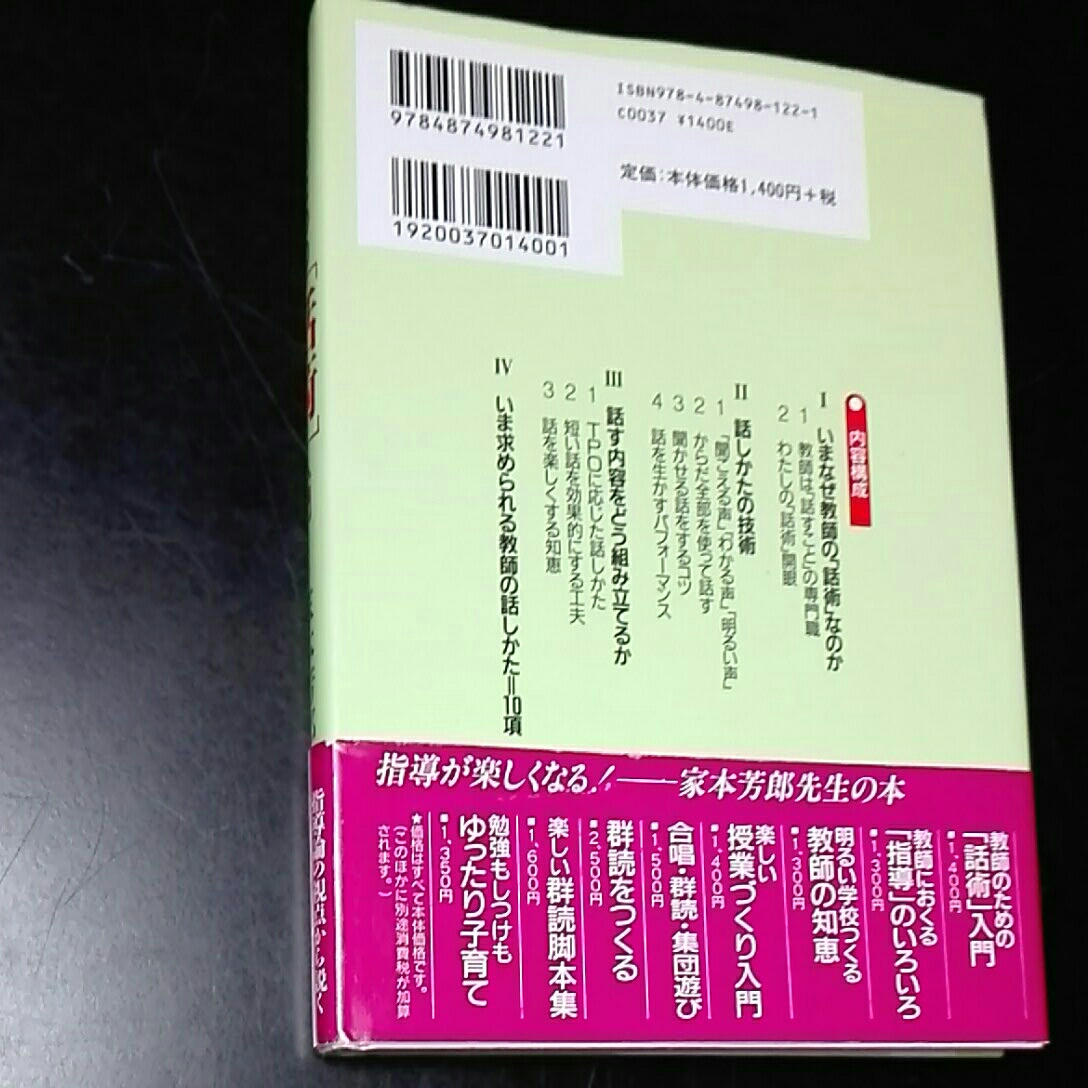 9784874981221
ISBN978-4-87498-122-1
C0037 ¥1400E
1920037014001
定価:本体価格1,400円+税
内容構成
I いまなぜ教師の「話術」なのか
1 教師は「話すこと」の専門職
2 わたしの「話術」開眼
II 話しかたの技術
1 「聞こえる声」「わかる声」「明るい声」
2 からだ全部を使って話す
3 聞かせる話をするコツ
4 話を生かすパフォーマンス
III 話す内容をどう組み立てるか
1 TPOに応じた話しかた
2 短い話を効果的にする工夫
3 話を楽しくする知恵
IV いま求められる教師の話しかた=10項
指導が楽しくなる!——家本芳郎先生の本
教師のための
「話術」入門
■1,400円
教師におくる
「指導」のいろいろ
■1,300円
明るい学校つくる
教師の知恵
■1,300円
楽しい
授業づくり入門
■1,400円
合唱・群読・集団遊び
■1,500円
群読をつくる
■2,500円
楽しい群読脚本集
■1,600円
勉強もしつけも
ゆったり子育て
■1,350円
★価格はすべて本体価格です。
(このほかに別途消費税が加算
されます。)
「話術」
指導論の視点から説く